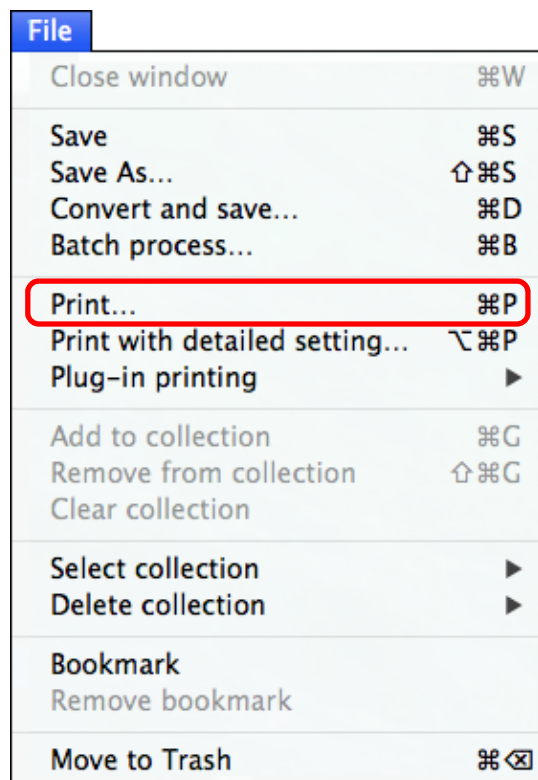 File
Close window ⌘W
Save ⌘S
Save As... ⇧⌘S
Convert and save... ⌘D
Batch process... ⌘B
Print... ⌘P
Print with detailed setting... ⌥⌘P
Plug-in printing ▶
Add to collection ⌘G
Remove from collection ⇧⌘G
Clear collection
Select collection ▶
Delete collection ▶
Bookmark
Remove bookmark
Move to Trash ⌘⌫